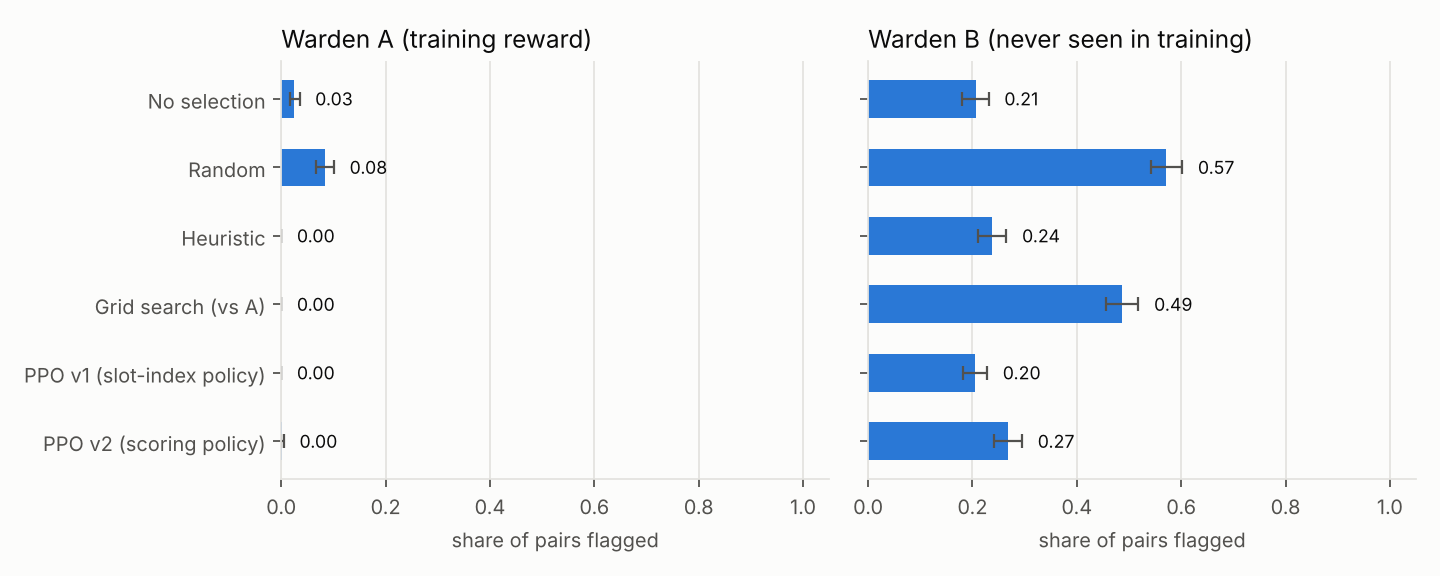 Warden A (training reward)
Warden B (never seen in training)
No selection
0.03
0.21
Random
0.08
0.57
Heuristic
0.00
0.24
Grid search (vs A)
0.00
0.49
PPO v1 (slot-index policy)
0.00
0.20
PPO v2 (scoring policy)
0.00
0.27
0.0 0.2 0.4 0.6 0.8 1.0
0.0 0.2 0.4 0.6 0.8 1.0
share of pairs flagged
share of pairs flagged